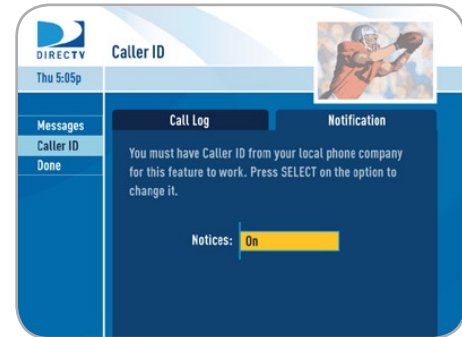 DIRECTV
Caller ID
Thu 5:05p
Messages
Caller ID
Done
Call Log
Notification
You must have Caller ID from your local phone company
for this feature to work. Press SELECT on the option to
change it.
Notices: On